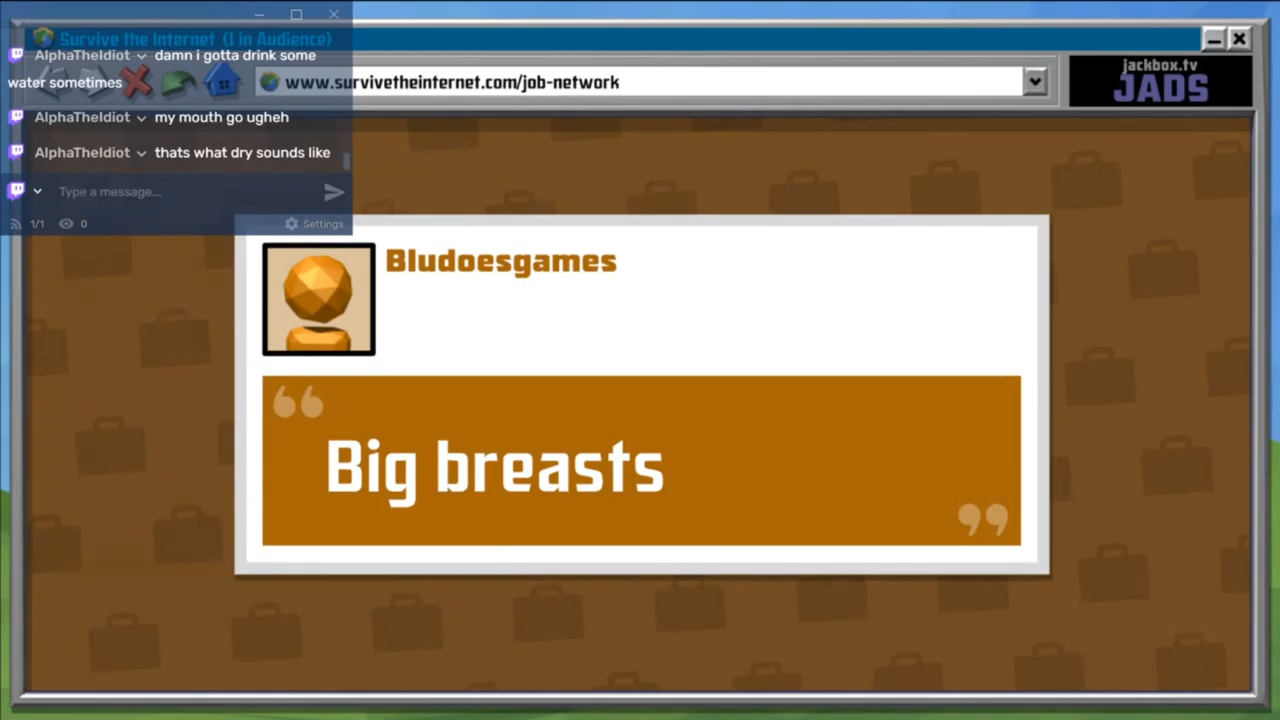 Survive the Internet (1 in Audience)
AlphaTheIdiot damn i gotta drink some
water sometimes
www.survivetheinternet.com/job-network
jackbox.tv
JADS
AlphaTheIdiot my mouth go ugheh
AlphaTheIdiot thats what dry sounds like
Type a message...
1/1 0 Settings
Bludoesgames
“
Big breasts
”